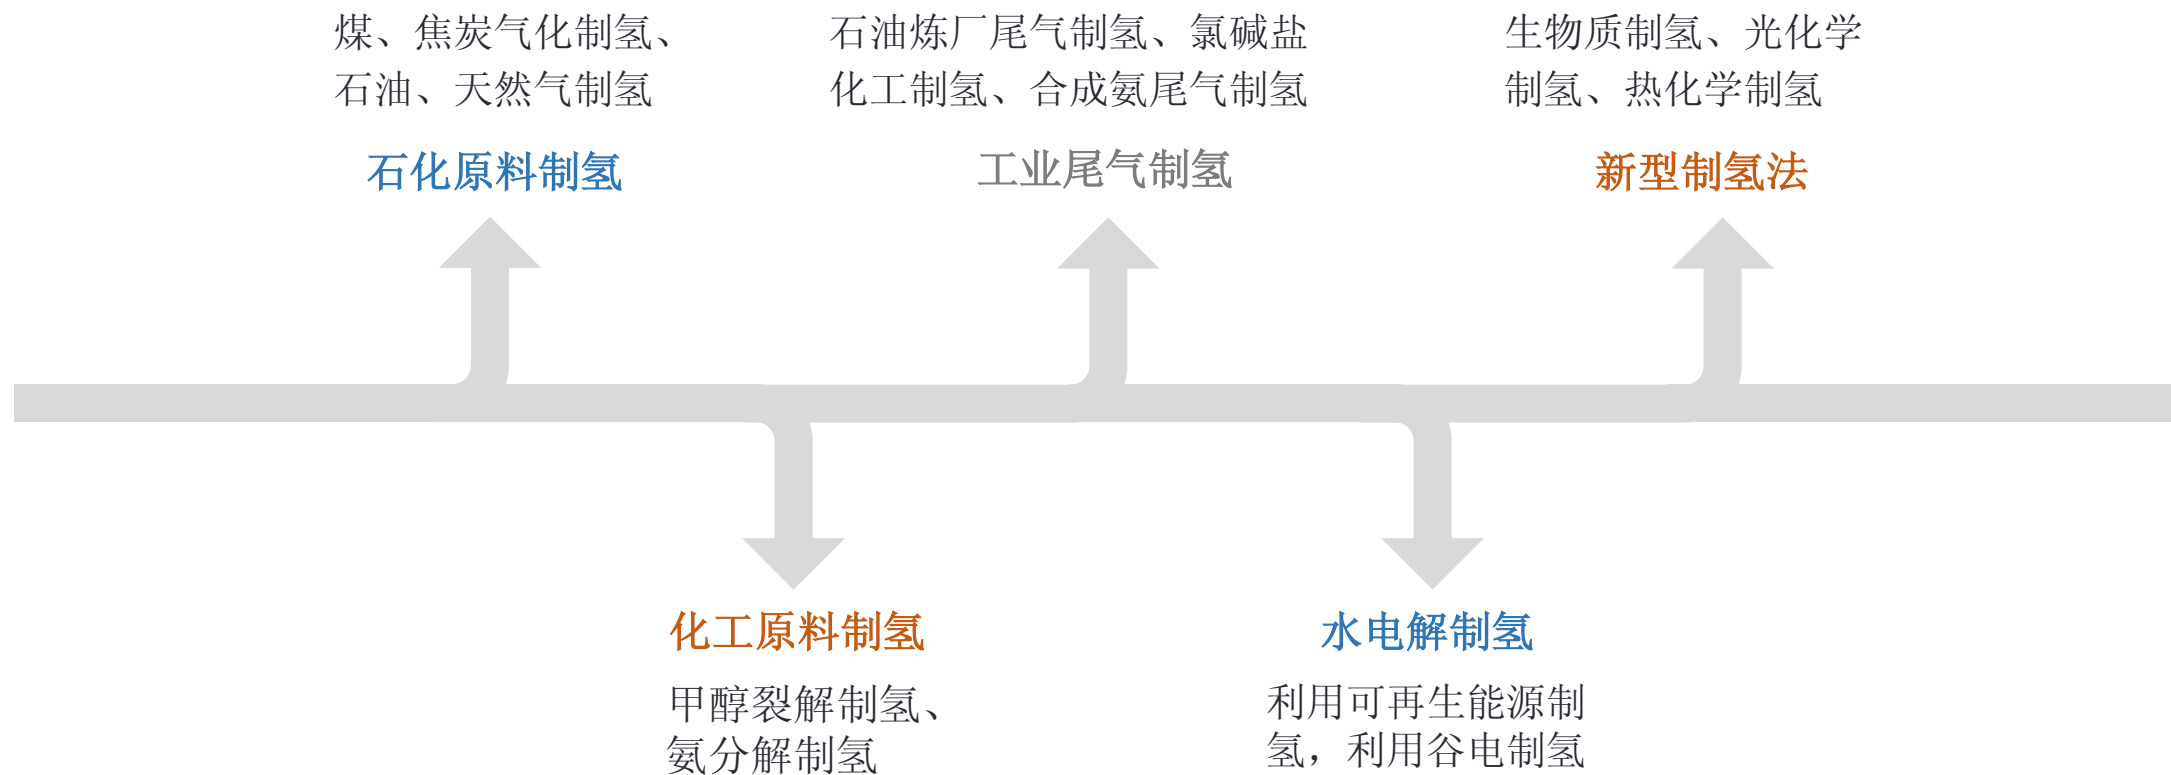 煤、焦炭气化制氢、
石油、天然气制氢
石化原料制氢
石油炼厂尾气制氢、氯碱盐
化工制氢、合成氨尾气制氢
工业尾气制氢
生物质制氢、光化学
制氢、热化学制氢
新型制氢法
化工原料制氢
甲醇裂解制氢、
氨分解制氢
水电解制氢
利用可再生能源制
氢，利用谷电制氢